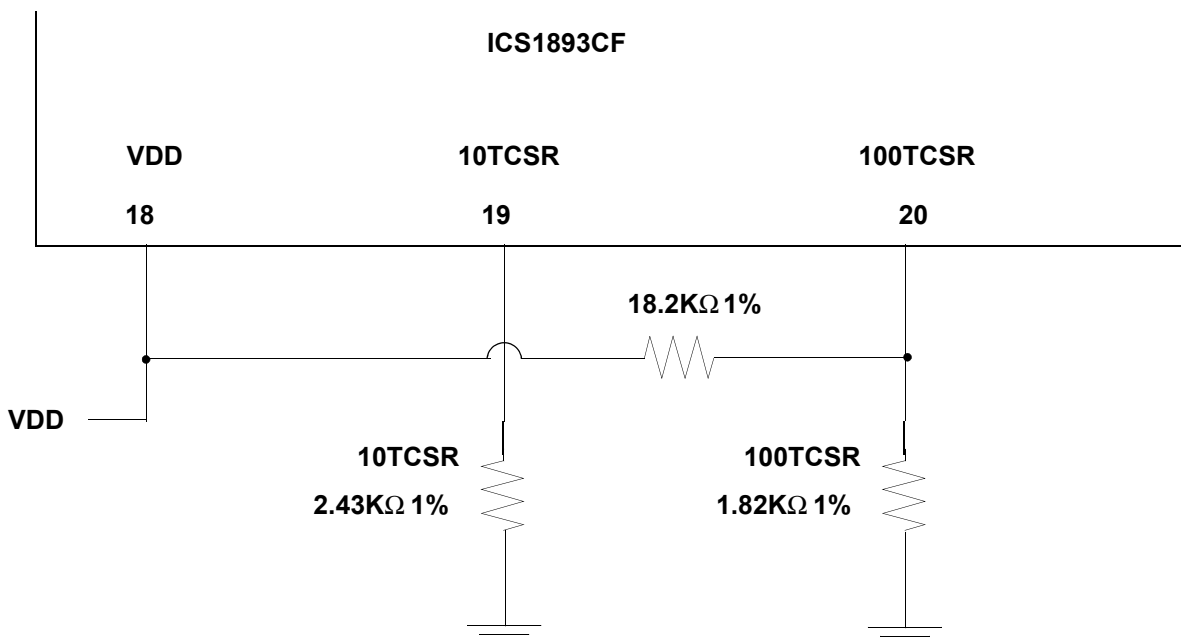 ICS1893CF
VDD 10TCSR 100TCSR
18 19 20
18.2KΩ 1%
VDD
10TCSR 100TCSR
2.43KΩ 1% 1.82KΩ 1%